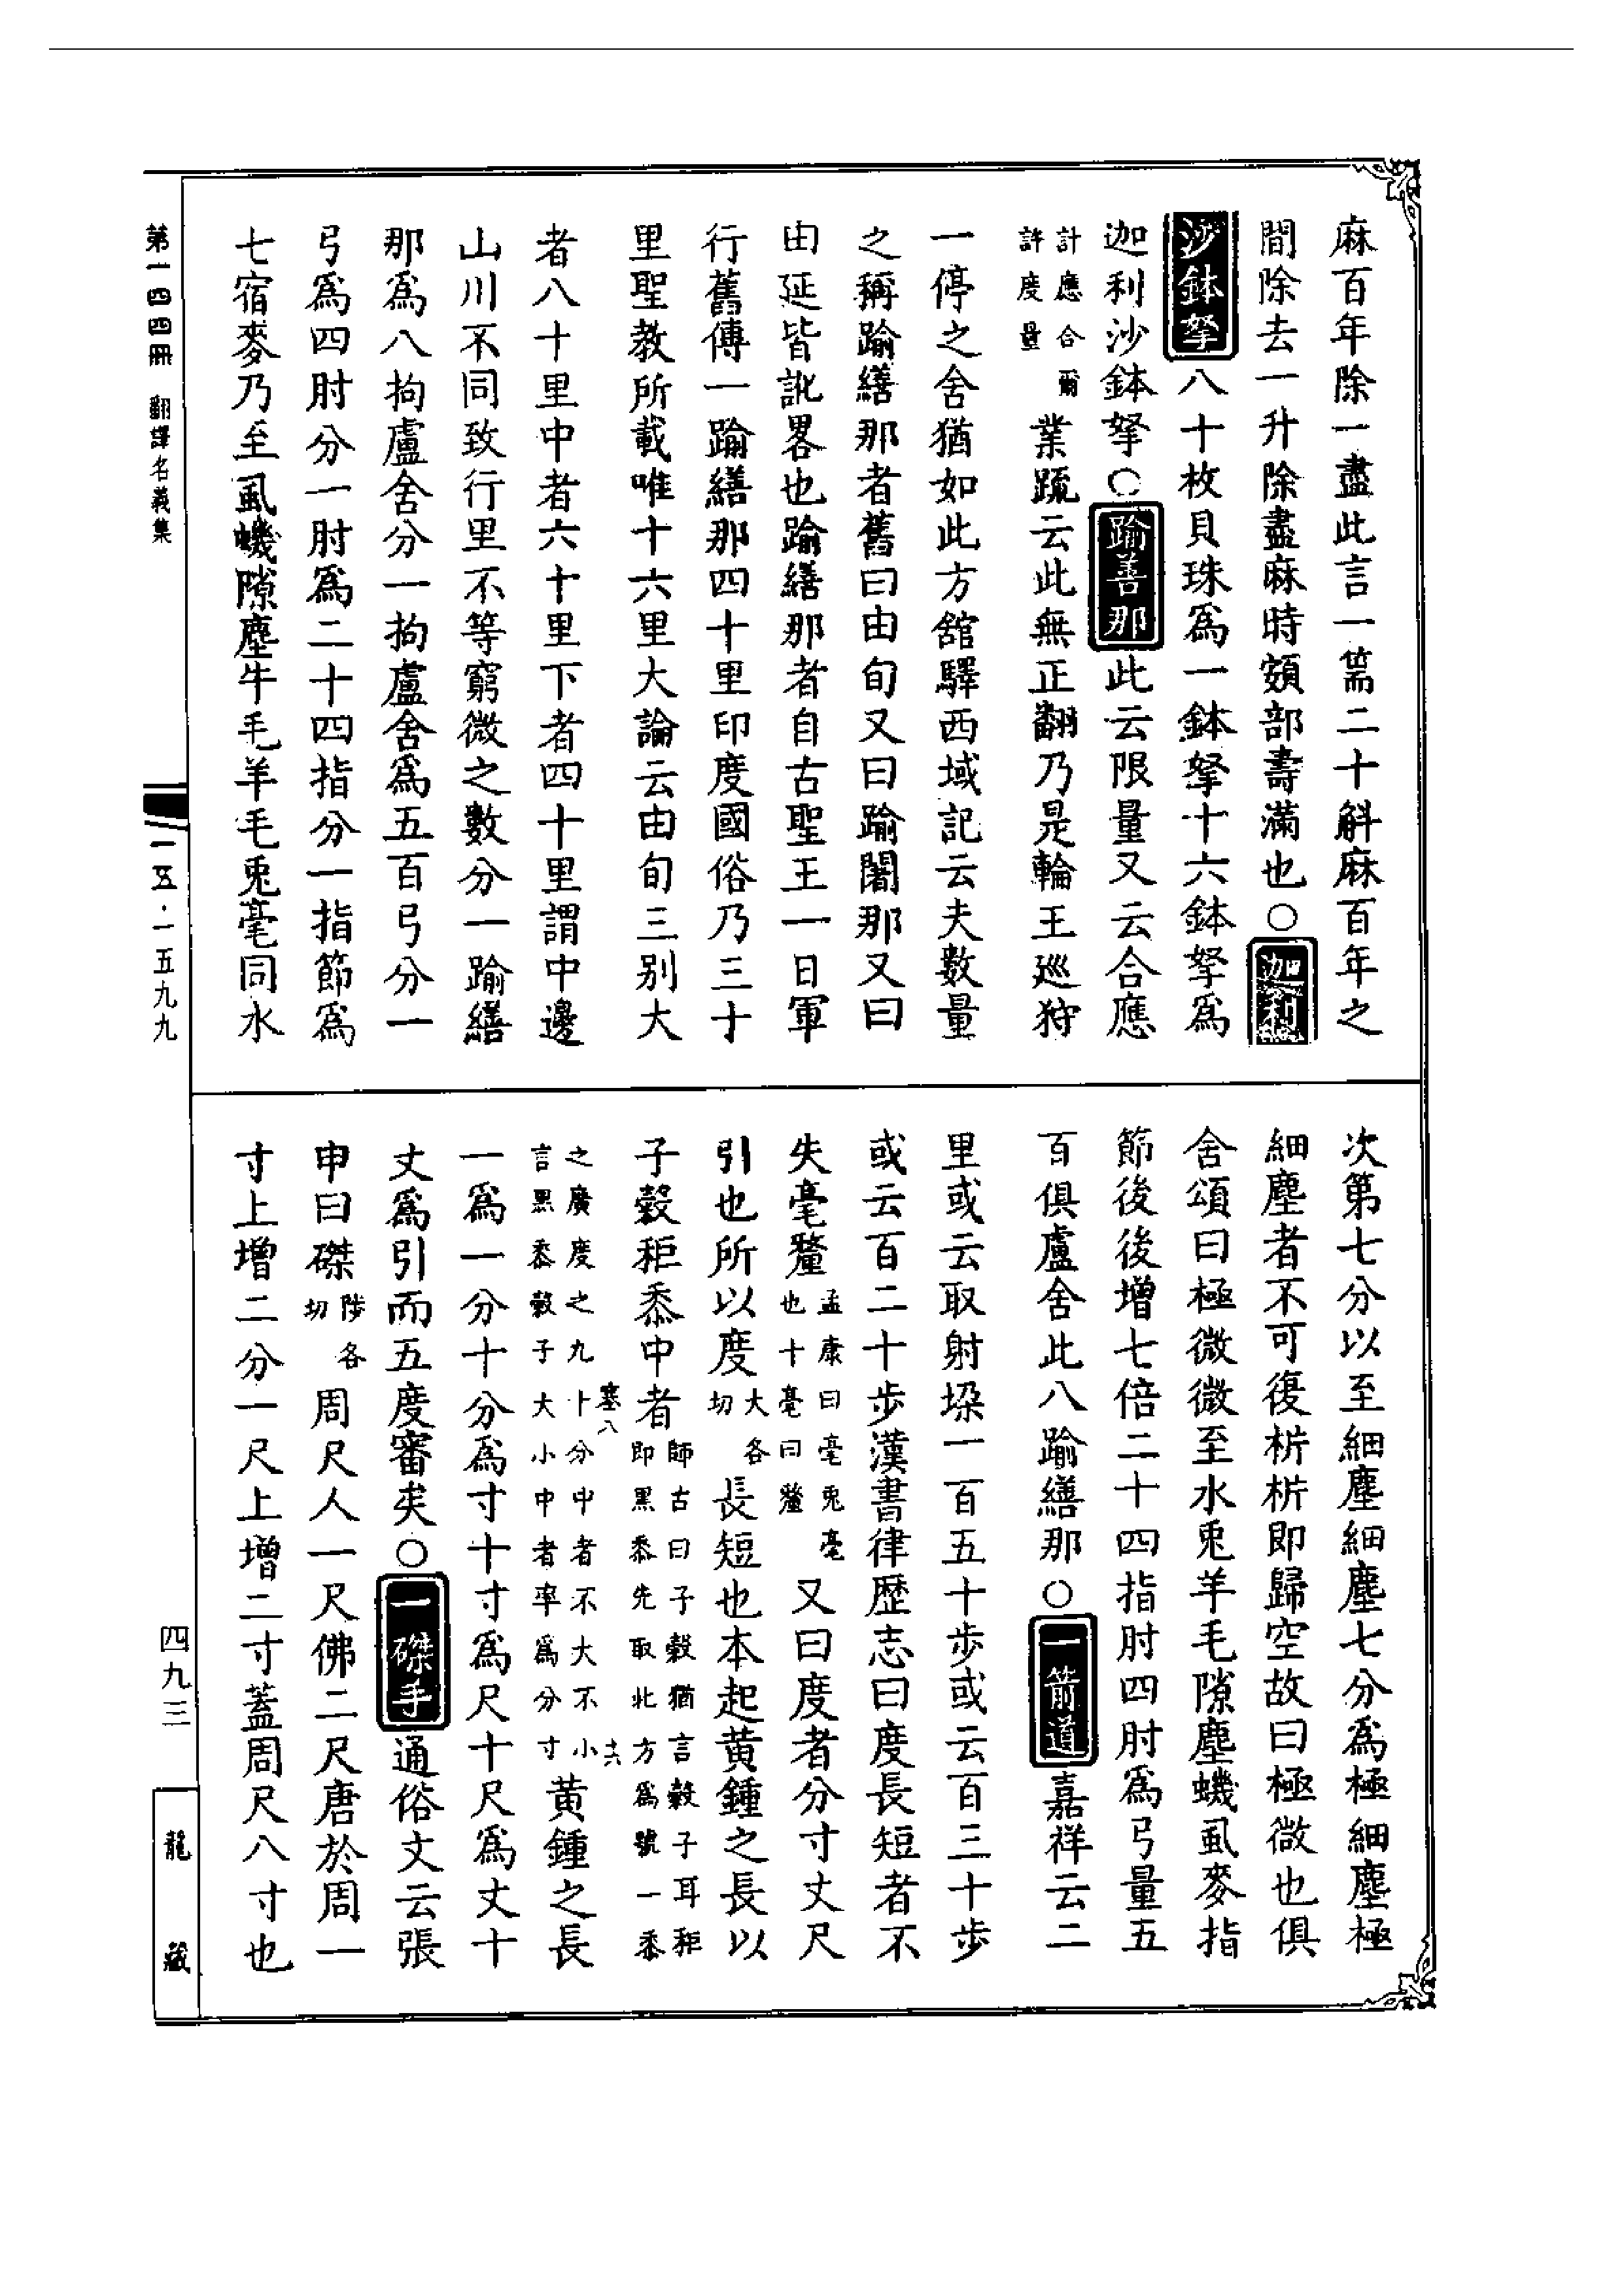 麻百年除一盡此言一篅二十斛麻百年之
間除去一升除盡麻時頞部壽滿也○迦利
沙鉢拏八十枚貝珠爲一鉢拏十六鉢拏爲
迦利沙鉢拏○踰善那此云限量又云合應
計應合爾許度量業䟽云此無正翻乃是輪王巡狩
一停之舍猶如此方舘驛西域記云夫數量
之稱踰繕那者舊曰由旬又曰踰闍那又曰
由延皆訛畧也踰繕那者自古聖王一日軍
行舊傳一踰繕那四十里印度國俗乃三十
里聖教所載唯十六里大論云由旬三别大
者八十里中者六十里下者四十里謂中邊
山川不同致行里不等窮微之數分一踰繕
那爲八拘盧舍分一拘盧舍爲五百弓分一
弓爲四肘分一肘爲二十四指分一指節爲
七宿麥乃至虱蟣隙塵牛毛羊毛兎毫同水
次第七分以至細塵細塵七分爲極細塵極
細塵者不可復析析即歸空故曰極微也俱
舍頌曰極微微至水兎羊毛隙塵蟣虱麥指
節後後增七倍二十四指肘四肘爲弓量五
百俱盧舍此八踰繕那○一箭道嘉祥云二
里或云取射垜一百五十步或云百三十步
或云百二十步漢書律歷志曰度長短者不
失毫釐孟康曰毫兎毫也十毫曰釐又曰度者分寸丈尺
引也所以度大各切長短也本起黄鍾之長以
子穀秬黍中者師古曰子穀猶言穀子耳秬即黑黍先取北方爲號一黍
之廣度之九十分中者不大不小言黑黍穀子大小中者率爲分寸黄鍾之長
一爲一分十分爲寸十寸爲尺十尺爲丈十
丈爲引而五度審矣○一磔手通俗文云張
申曰磔陟各切周尺人一尺佛二尺唐於周一
寸上增二分一尺上增二寸蓋周尺八寸也
塞八
十六
第一四四冊 翻譯名義集
一五·一五九九
四九三
龍藏